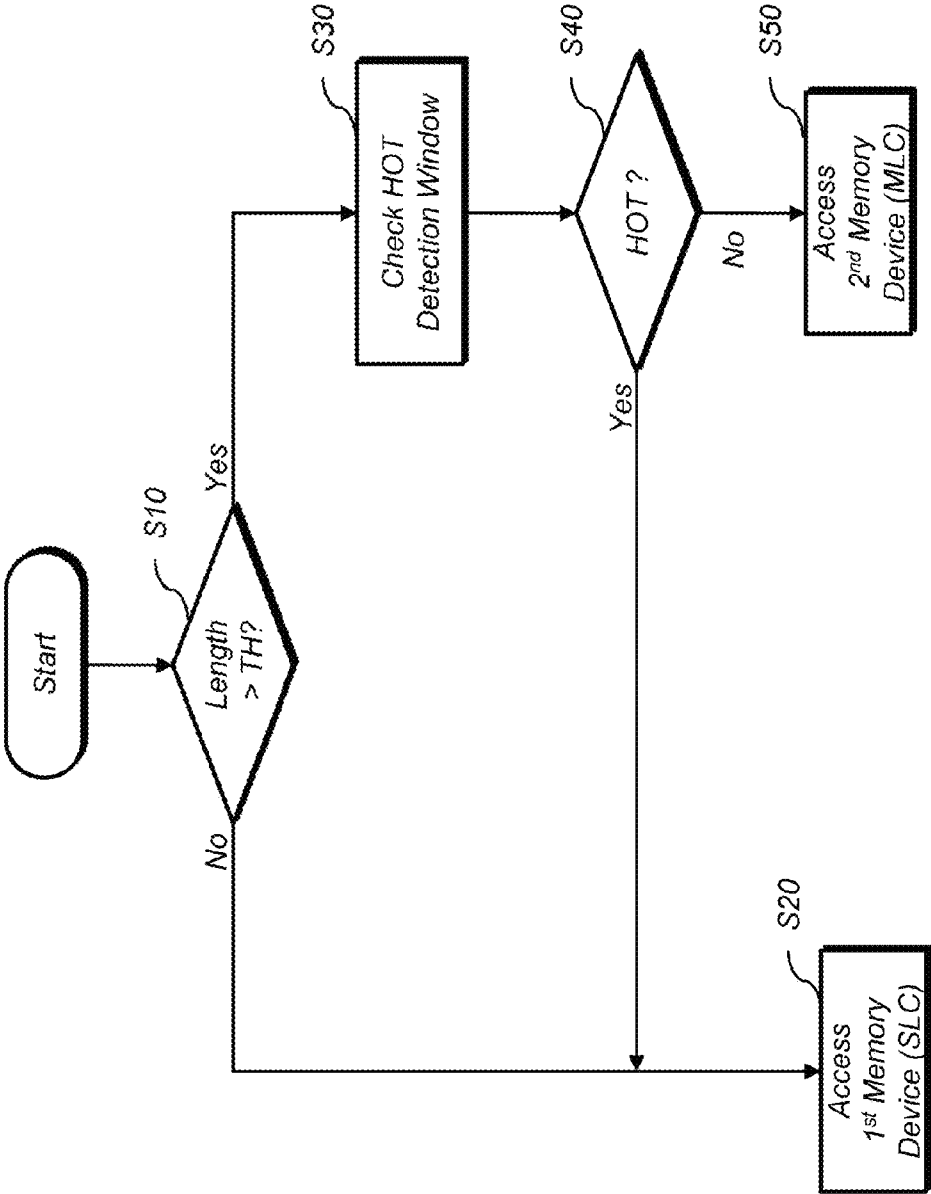 Start
S10
Length
> TH?
No
Yes
S30
Check HOT
Detection Window
S40
HOT ?
Yes
No
S20
Access
1st Memory
Device (SLC)
S50
Access
2nd Memory
Device (MLC)